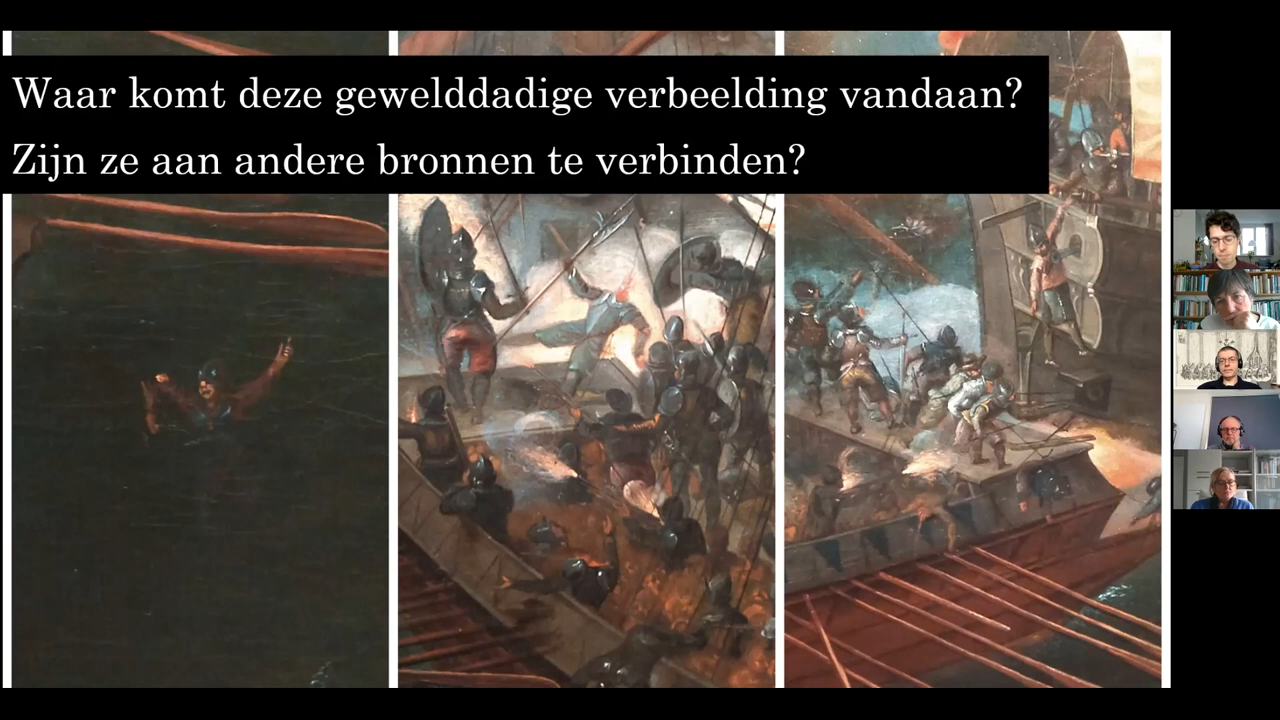 Waar komt deze gewelddadige verbeelding vandaan?
Zijn ze aan andere bronnen te verbinden?